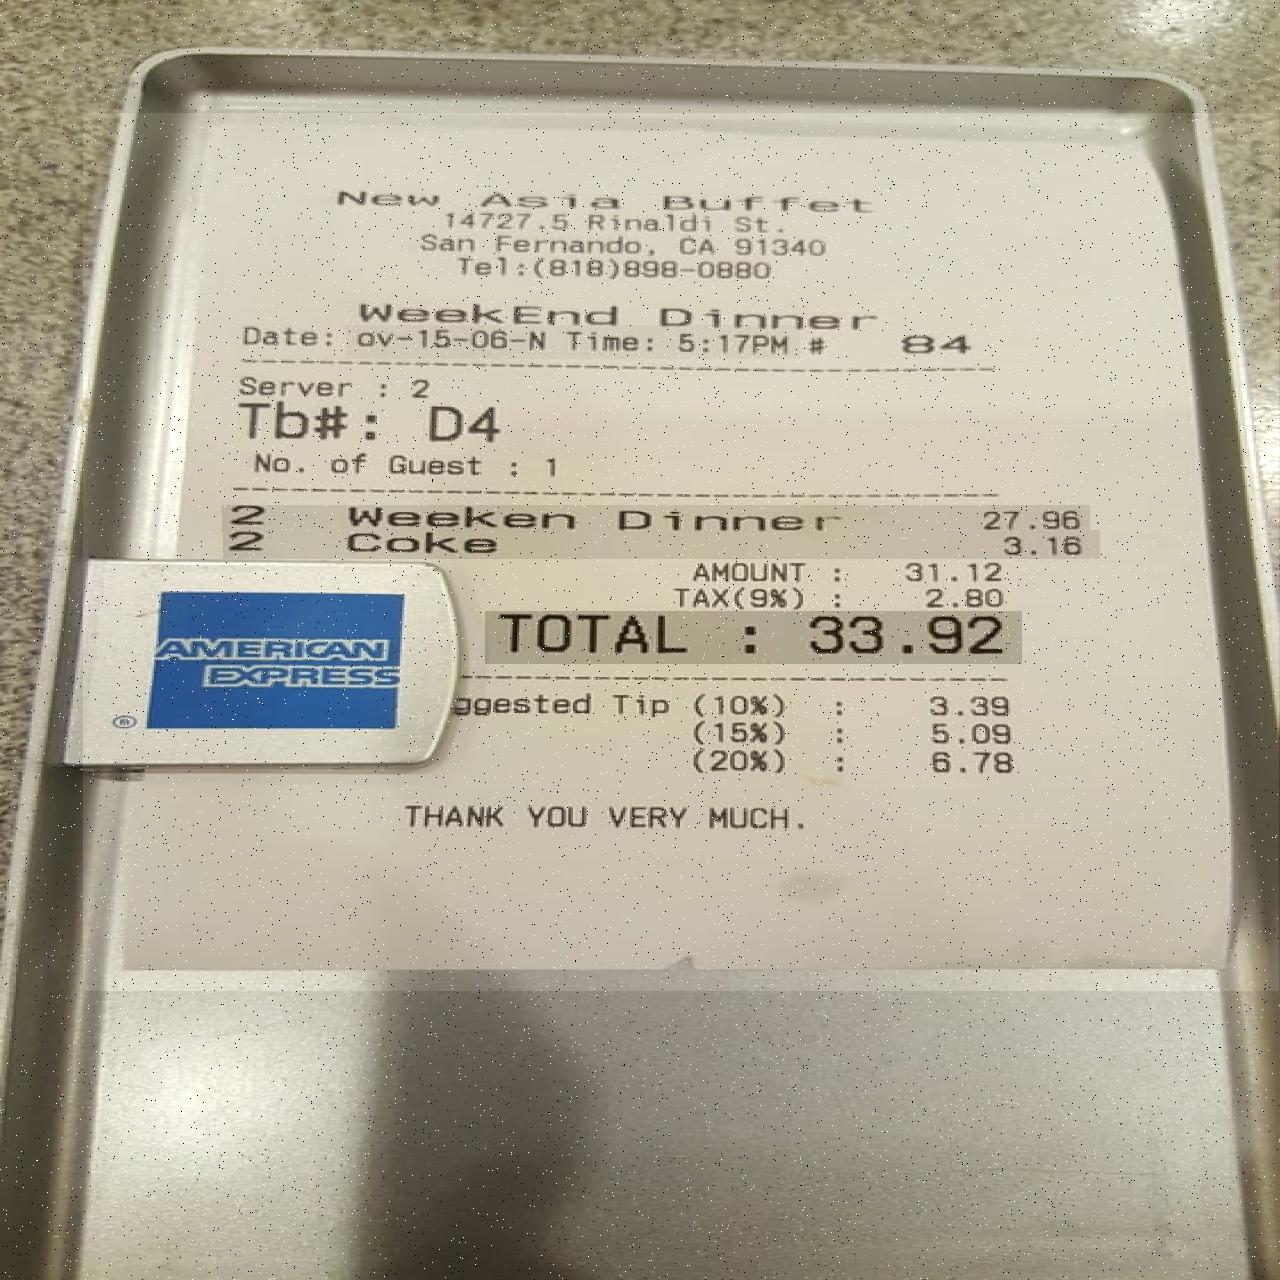 New Asia Buffet
14727.5 Rinaldi St.
San Fernando, CA 91340
Tel:(818)898-0880
WeekEnd Dinner
Date: ov-15-06-N Time: 5:17PM # 84
Server : 2
Tb#: D4
No. of Guest : 1
2 Weeken Dinner 27.96
2 Coke 3.16
AMOUNT : 31.12
TAX(9%) : 2.80
TOTAL : 33.92
AMERICAN
EXPRESS
®
ggested Tip (10%) : 3.39
(15%) : 5.09
(20%) : 6.78
THANK YOU VERY MUCH.